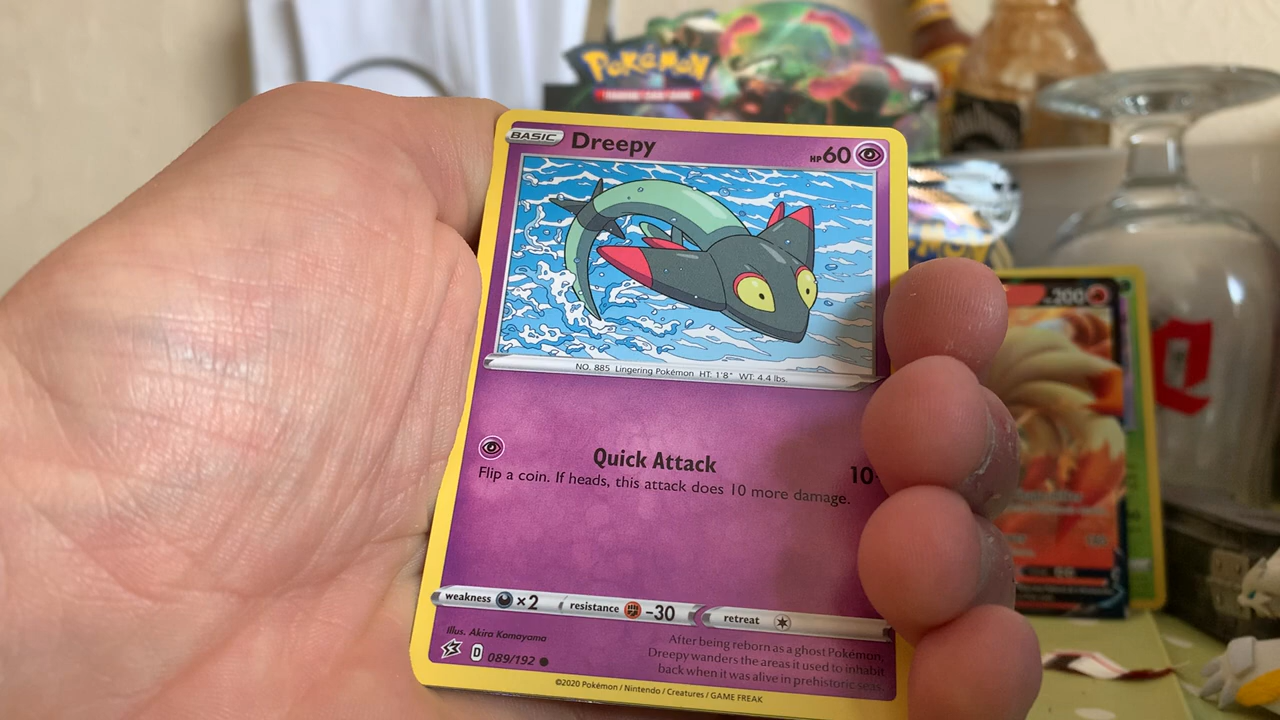 Pokémon
TRADING CARD GAME
BASIC Dreepy HP 60
NO. 885 Lingering Pokémon HT: 1'8" WT: 4.4 lbs.
Quick Attack 10
Flip a coin. If heads, this attack does 10 more damage.
weakness ×2 resistance -30 retreat
Illus. Akira Komayama
D 089/192
After being reborn as a ghost Pokémon,
Dreepy wanders the areas it used to inhabit
back when it was alive in prehistoric seas.
©2020 Pokémon / Nintendo / Creatures / GAME FREAK
200